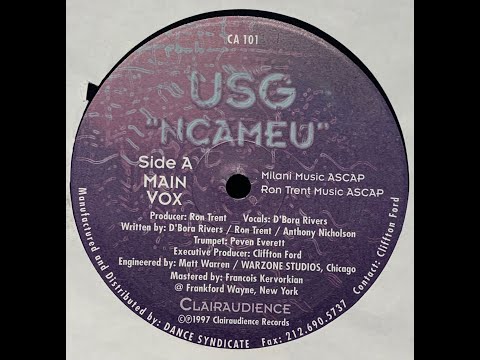 CA 101
USG
"NCAMEU"
Side A
MAIN
VOX
Milani Music ASCAP
Ron Trent Music ASCAP
Producer: Ron Trent Vocals: D'Bora Rivers
Written by: D'Bora Rivers / Ron Trent / Anthony Nicholson
Trumpet: Peven Everett
Executive Producer: Cliffton Ford
Engineered by: Matt Warren / WARZONE STUDIOS, Chicago
Mastered by: Francois Kervorkian
@ Frankford Wayne, New York
CLAIRAUDIENCE
©℗1997 Clairaudience Records
Manufactured and Distributed by: DANCE SYNDICATE Fax: 212.690.5737 Contact: Cliffton Ford